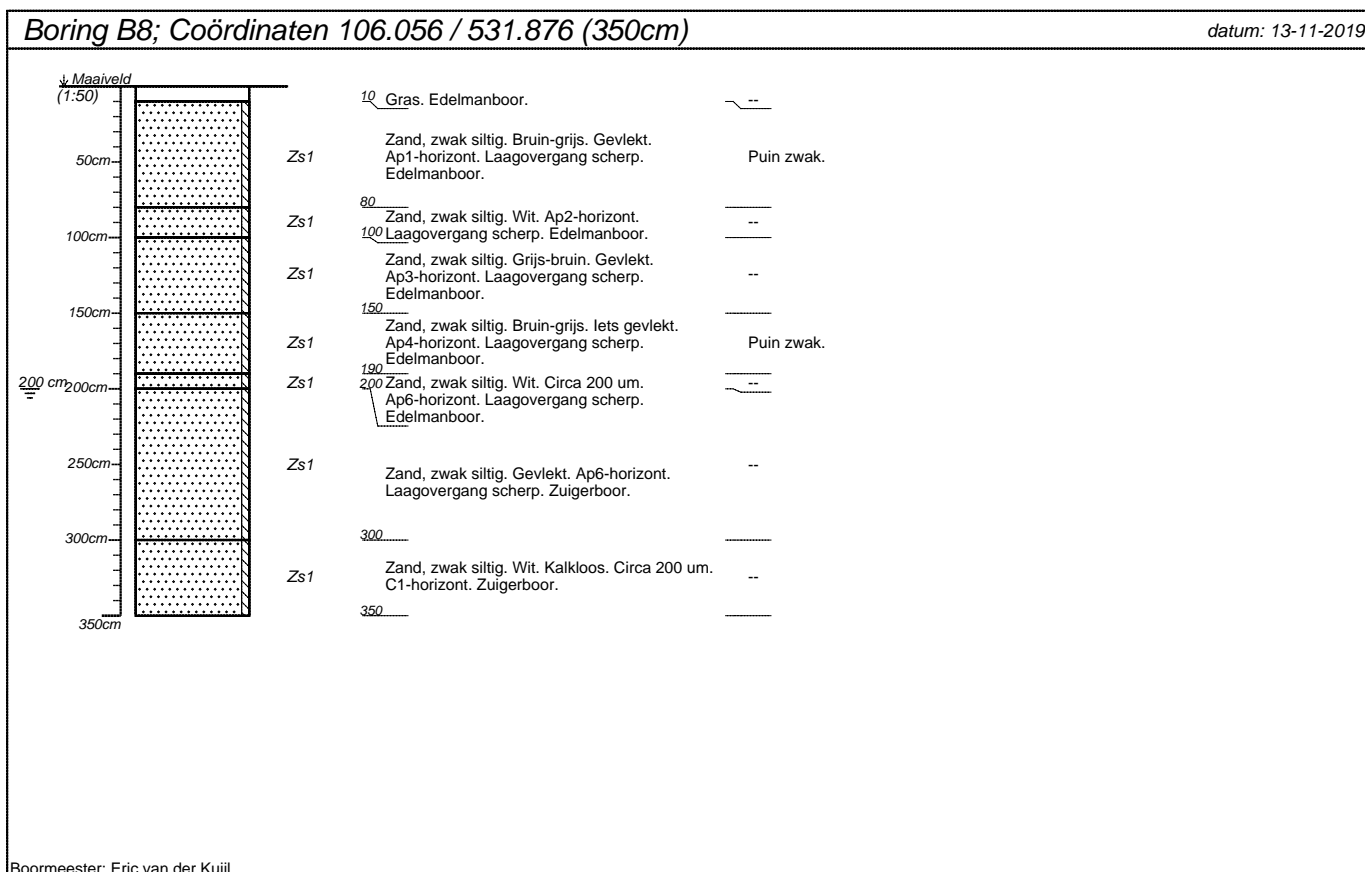 Boring B8; Coördinaten 106.056 / 531.876 (350cm)
datum: 13-11-2019
Maaiveld
(1:50)
10 Gras. Edelmanboor. --
Zand, zwak siltig. Bruin-grijs. Gevlekt.
50cm Zs1 Ap1-horizont. Laagovergang scherp. Puin zwak.
Edelmanboor.
80
Zs1 Zand, zwak siltig. Wit. Ap2-horizont. --
100cm 100 Laagovergang scherp. Edelmanboor.
Zand, zwak siltig. Grijs-bruin. Gevlekt.
Zs1 Ap3-horizont. Laagovergang scherp. --
Edelmanboor.
150cm 150
Zand, zwak siltig. Bruin-grijs. Iets gevlekt.
Zs1 Ap4-horizont. Laagovergang scherp. Puin zwak.
Edelmanboor.
190
200 cm 200cm Zs1 200 Zand, zwak siltig. Wit. Circa 200 um. --
Ap6-horizont. Laagovergang scherp.
Edelmanboor.
250cm Zs1 --
Zand, zwak siltig. Gevlekt. Ap6-horizont.
Laagovergang scherp. Zuigerboor.
300cm 300
Zand, zwak siltig. Wit. Kalkloos. Circa 200 um.
Zs1 C1-horizont. Zuigerboor. --
350
350cm
Boormeester: Eric van der Kuijl